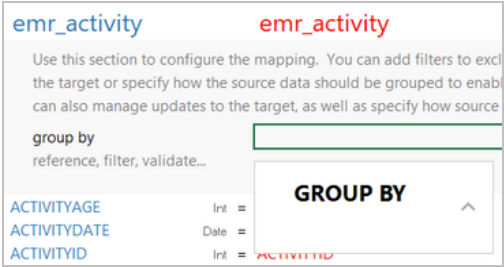 emr_activity emr_activity
Use this section to configure the mapping. You can add filters to excl
the target or specify how the source data should be grouped to enabl
can also manage updates to the target, as well as specify how source
group by
reference, filter, validate...
GROUP BY
ACTIVITYAGE Int =
ACTIVITYDATE Date =
ACTIVITYID Int = ACTIVITYID